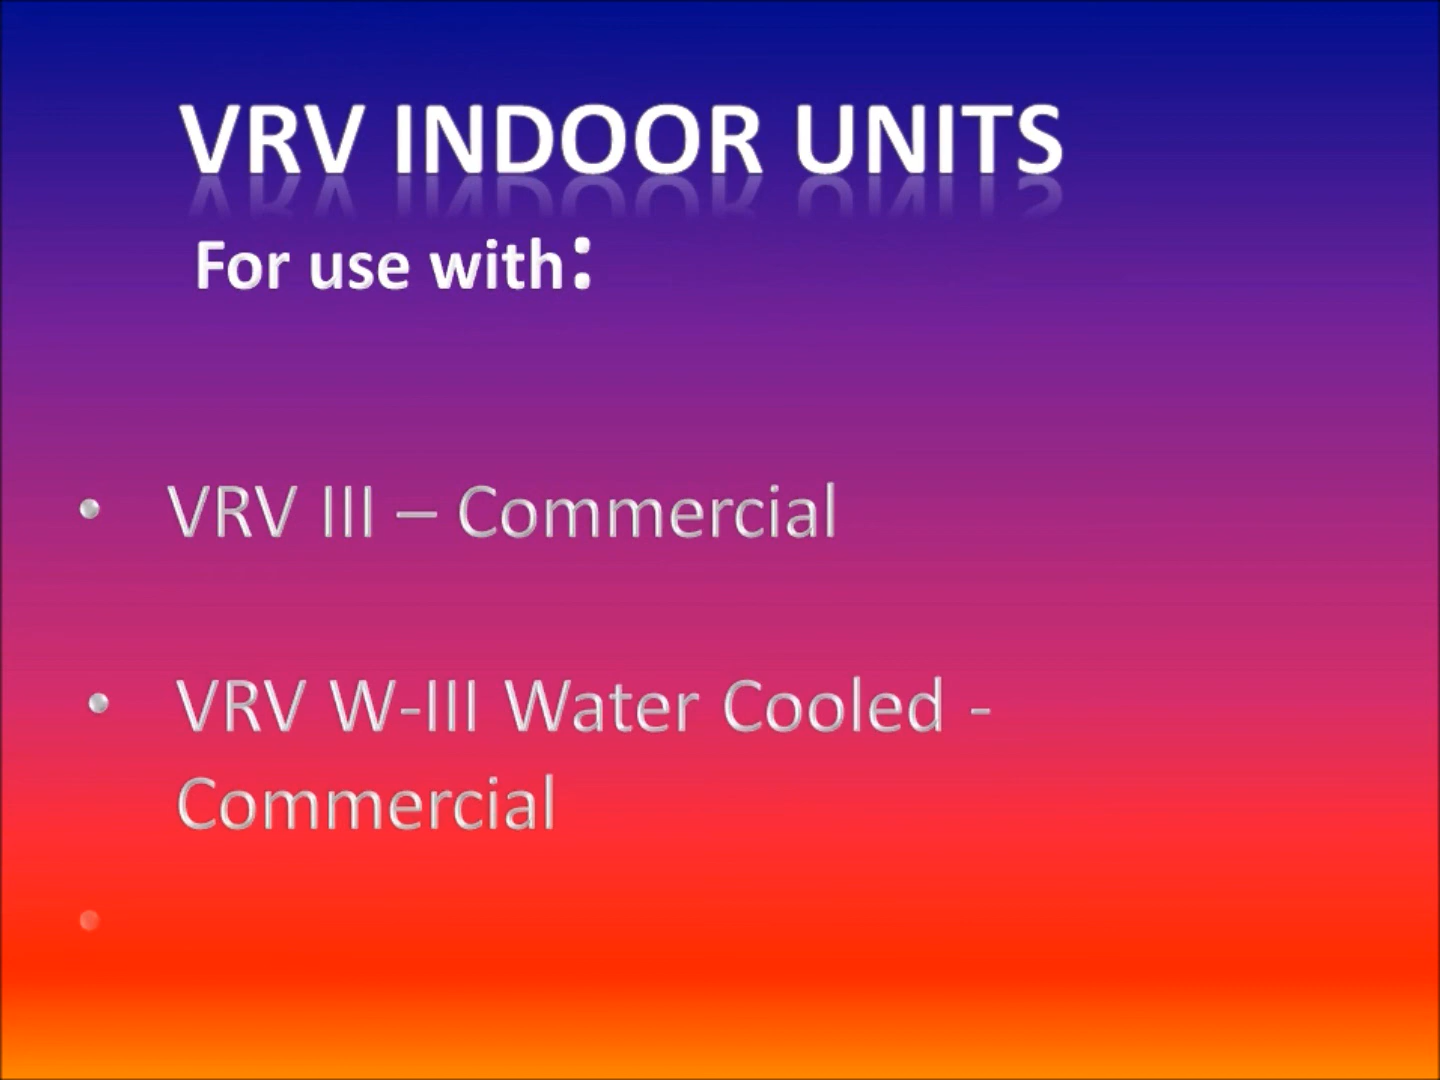 VRV INDOOR UNITS
For use with:
• VRV III – Commercial
• VRV W-III Water Cooled -
Commercial
•